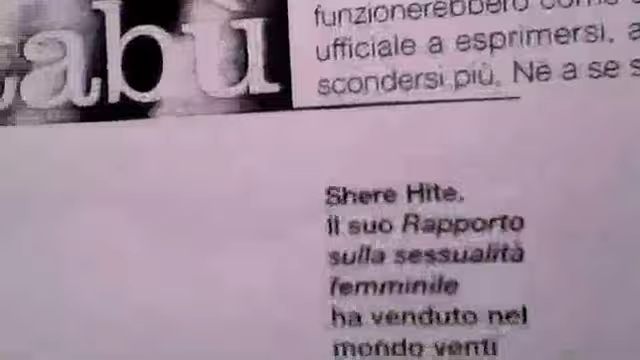 tabù
funzionerebbero come
ufficiale a esprimersi, a
scondersi più. Né a se s
Shere Hite.
Il suo Rapporto
sulla sessualità
femminile
ha venduto nel
mondo venti